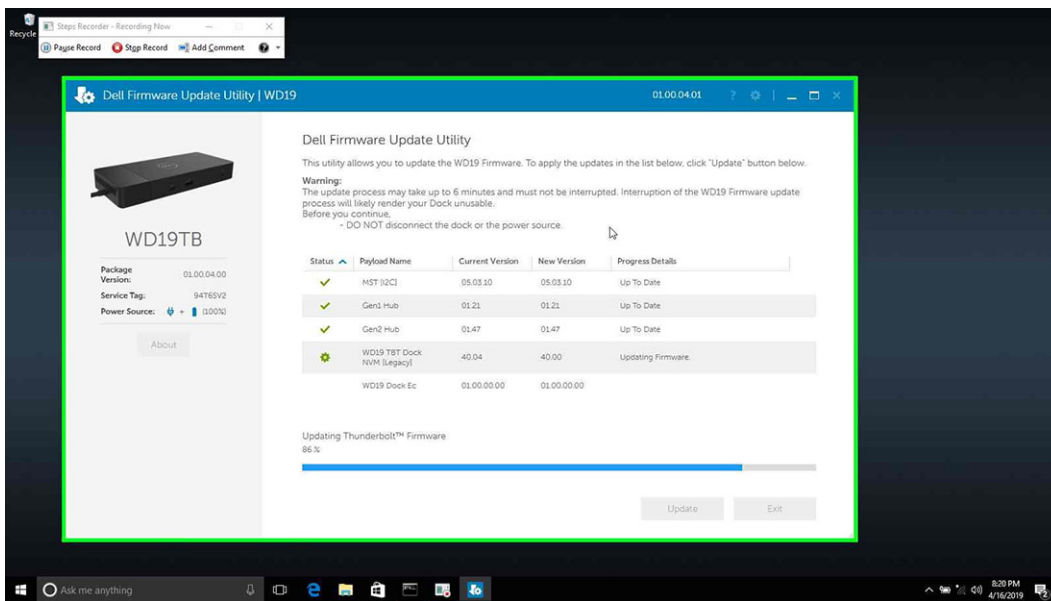 Recycle
Steps Recorder - Recording Now
Pause Record Stop Record Add Comment
Dell Firmware Update Utility | WD19 01.00.04.01
WD19TB
Package Version: 01.00.04.00
Service Tag: 94T6SV2
Power Source: + (100%)
About
Dell Firmware Update Utility
This utility allows you to update the WD19 Firmware. To apply the updates in the list below, click "Update" button below.
Warning:
The update process may take up to 6 minutes and must not be interrupted. Interruption of the WD19 Firmware update
process will likely render your Dock unusable.
Before you continue,
- DO NOT disconnect the dock or the power source.
Status Payload Name Current Version New Version Progress Details
MST [I2C] 05.03.10 05.03.10 Up To Date
Gen1 Hub 01.21 01.21 Up To Date
Gen2 Hub 01.47 01.47 Up To Date
WD19 TBT Dock NVM [Legacy] 40.04 40.00 Updating Firmware.
WD19 Dock Ec 01.00.00.00 01.00.00.00
Updating Thunderbolt™ Firmware
86 %
Update Exit
Ask me anything
8:20 PM
4/16/2019
2